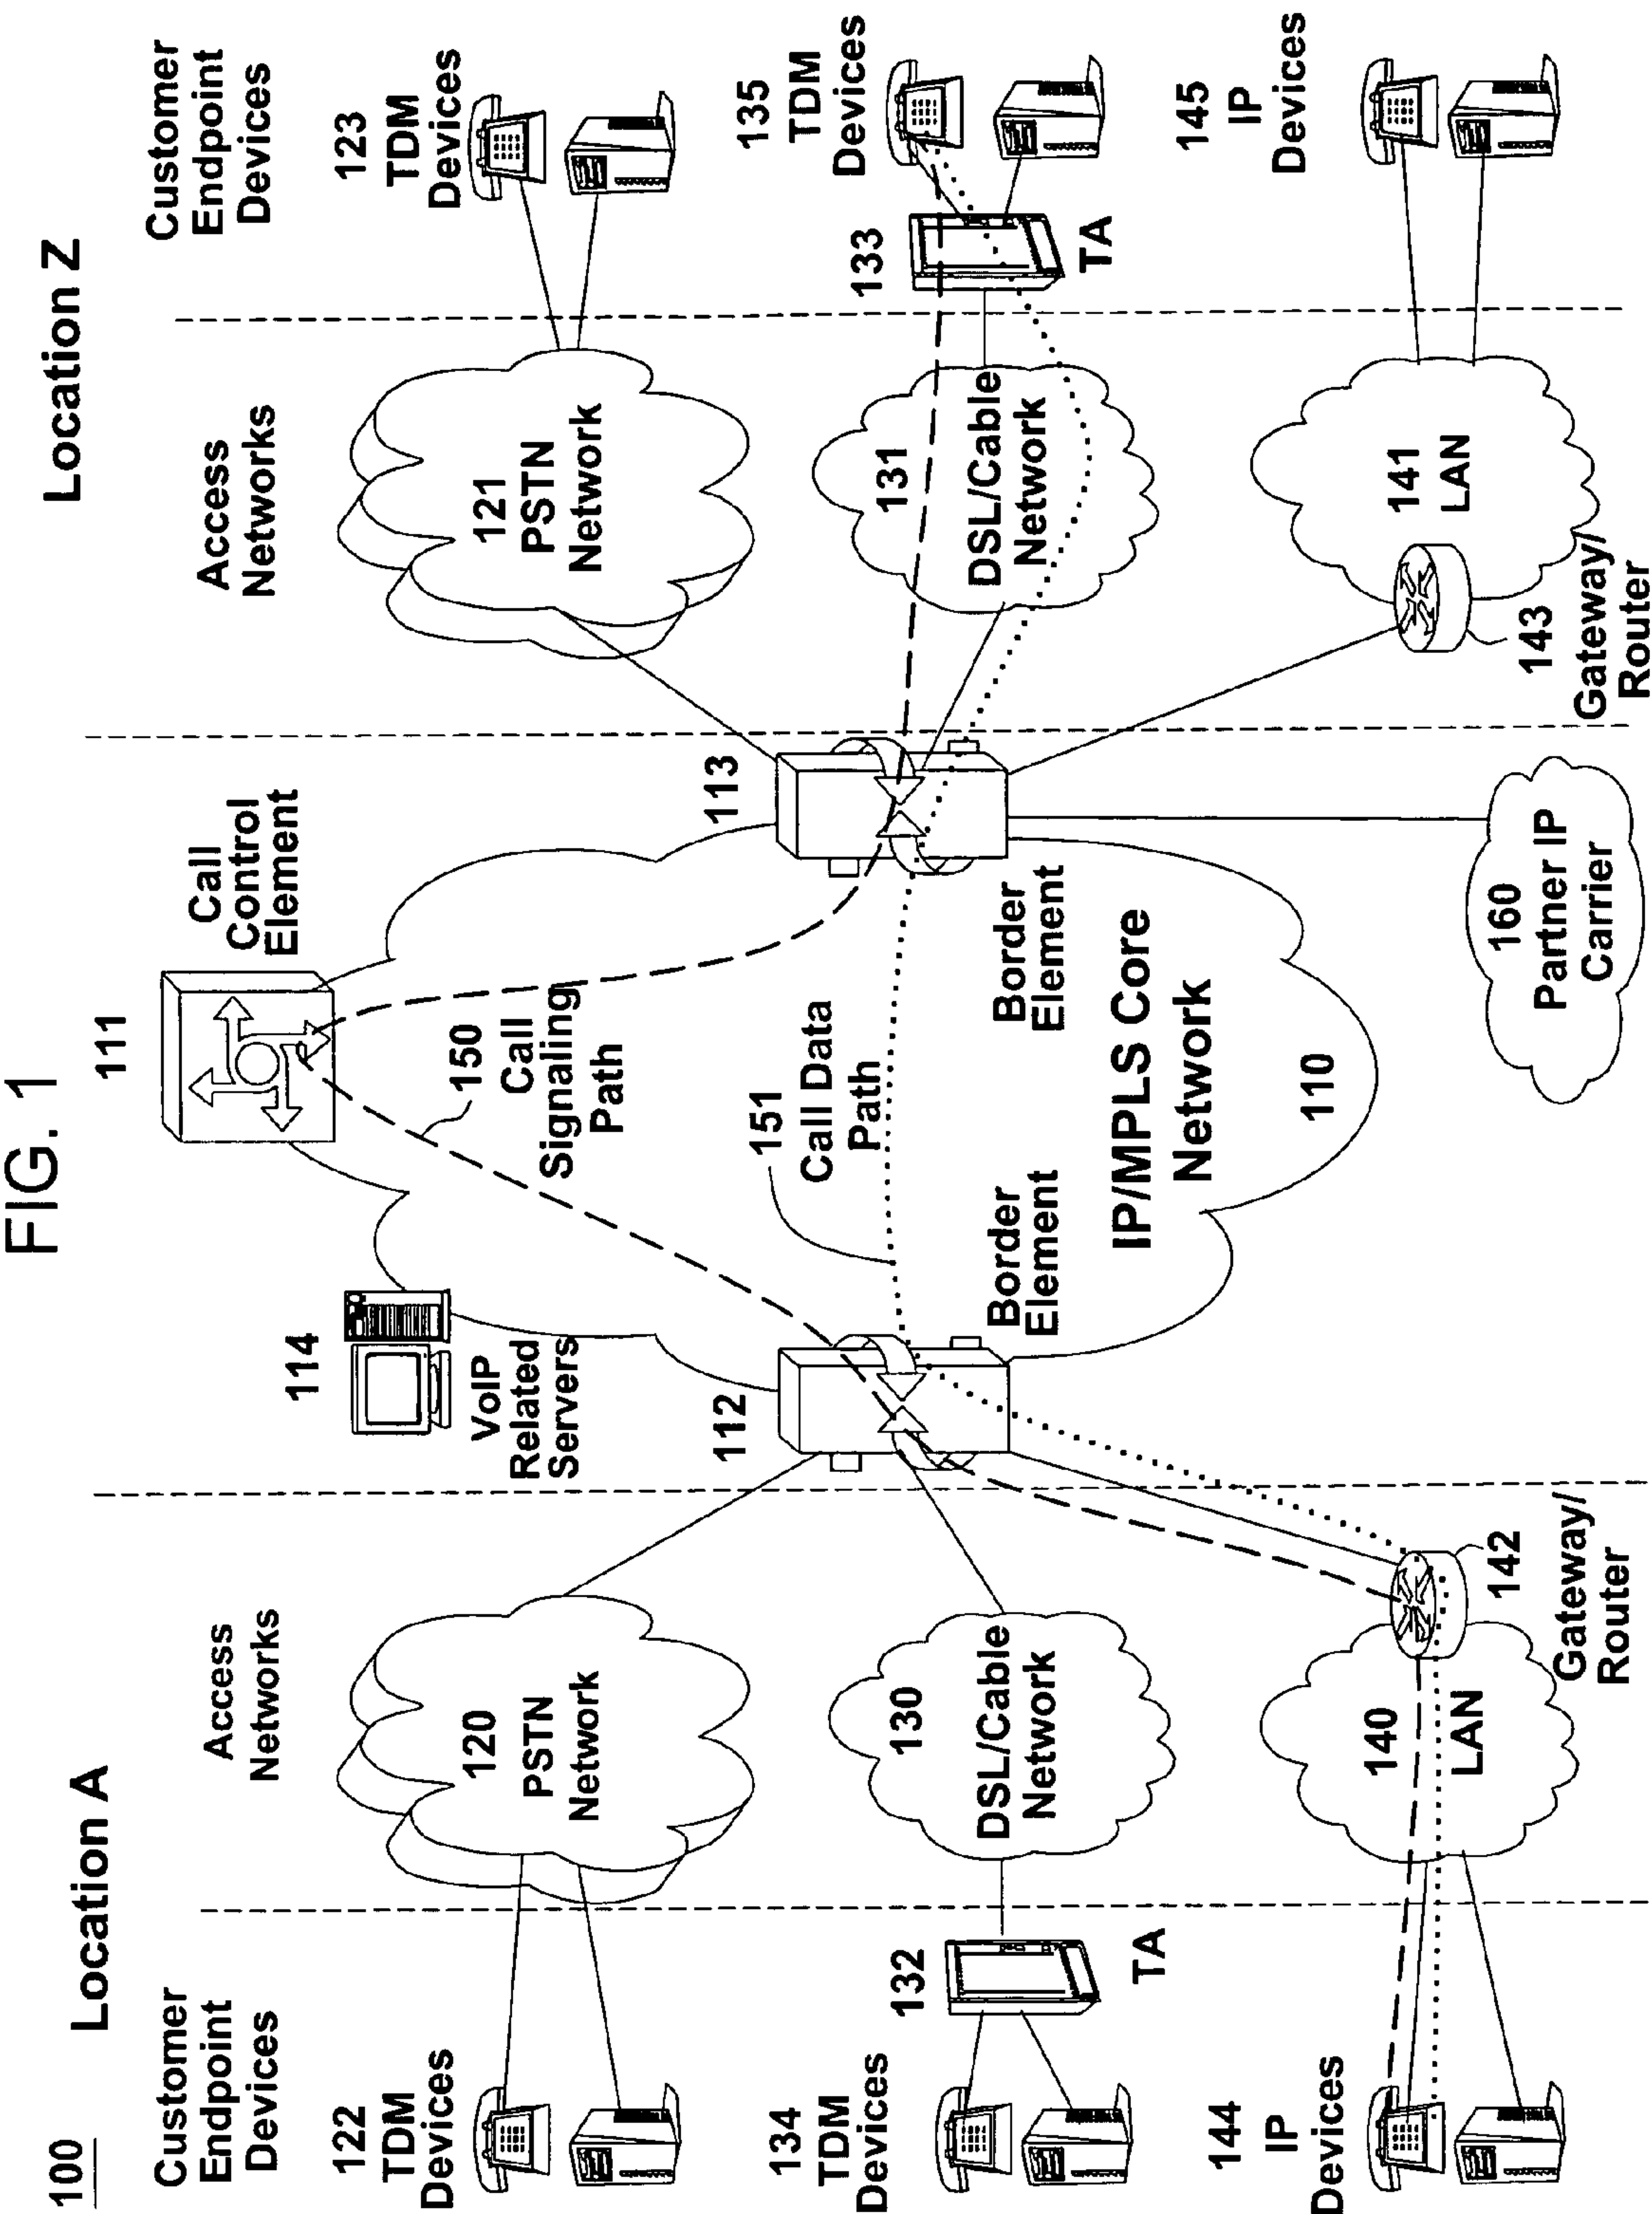 FIG. 1
100
Location A
Location Z
Customer
Endpoint
Devices
Access
Networks
111
Call
Control
Element
Access
Networks
Customer
Endpoint
Devices
114
VoIP
Related
Servers
150
Call
Signaling
Path
122
TDM
Devices
120
PSTN
Network
121
PSTN
Network
123
TDM
Devices
112
151
Call Data
Path
113
134
TDM
Devices
132
TA
130
DSL/Cable
Network
Border
Element
Border
Element
131
DSL/Cable
Network
133
TA
135
TDM
Devices
IP/MPLS Core
Network
110
144
IP
Devices
140
LAN
142
Gateway/
Router
160
Partner IP
Carrier
143
Gateway/
Router
141
LAN
145
IP
Devices